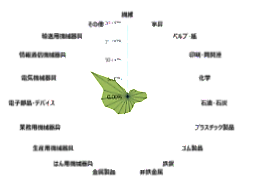 繊維
家具
パルプ・紙
印刷・同関連
化学
石油・石炭
プラスチック製品
ゴム製品
鉄鋼
非鉄金属
金属製品
はん用機械器具
生産用機械器具
業務用機械器具
電子部品・デバイス
電気機械器具
情報通信機械器具
輸送用機械器具
その他
0.00%